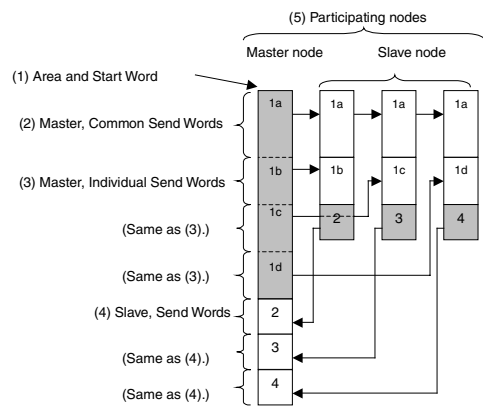 (5) Participating nodes
Master node
Slave node
(1) Area and Start Word
1a
1a
1a
1a
(2) Master, Common Send Words
(3) Master, Individual Send Words
1b
1b
1c
1d
1c
2
3
4
(Same as (3).)
(Same as (3).)
1d
(4) Slave, Send Words
2
(Same as (4).)
3
(Same as (4).)
4